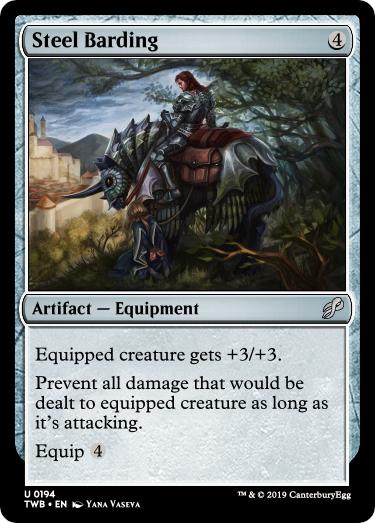 Steel Barding 4
Artifact — Equipment
Equipped creature gets +3/+3.
Prevent all damage that would be
dealt to equipped creature as long as
it's attacking.
Equip 4
U 0194
TWB • EN Yana Vaseva
™ & © 2019 CanterburyEgg